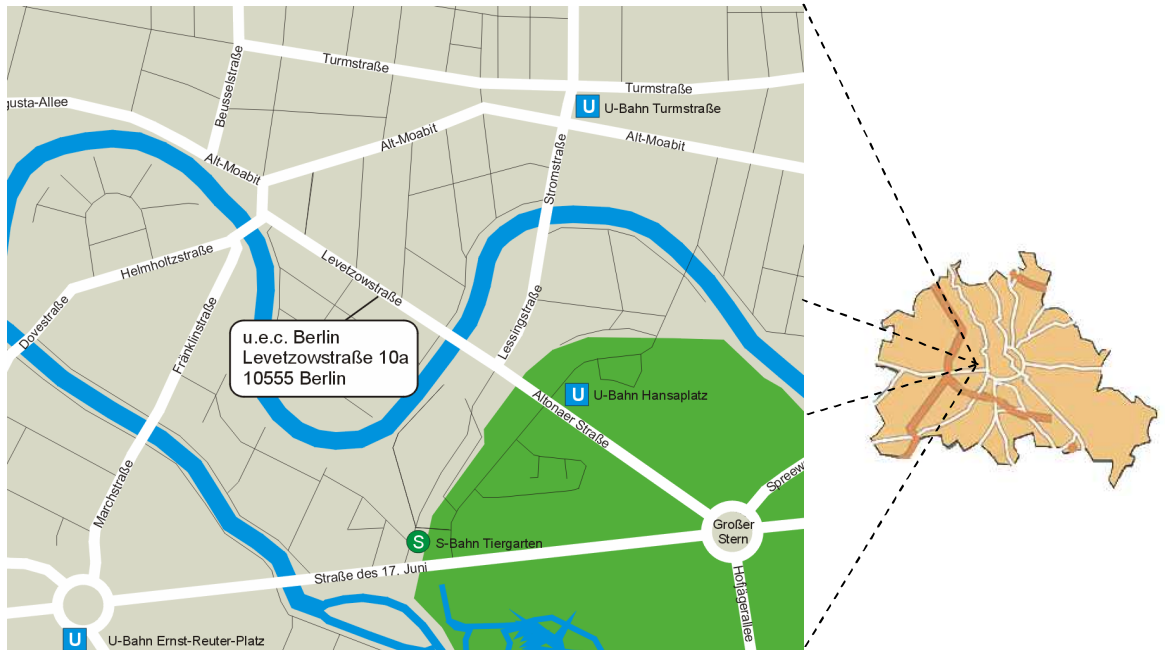 Turmstraße
Turmstraße
Beusselstraße
gusta-Allee
U
U-Bahn Turmstraße
Alt-Moabit
Alt-Moabit
Alt-Moabit
Stromstraße
Helmholtzstraße
Levetzowstraße
Dovestraße
Fränklinstraße
Lessingstraße
u.e.c. Berlin
Levetzowstraße 10a
10555 Berlin
U
U-Bahn Hansaplatz
Altonaer Straße
Marchstraße
Spreew
Großer
Stern
S
S-Bahn Tiergarten
Straße des 17. Juni
Hofjägerallee
U
U-Bahn Ernst-Reuter-Platz